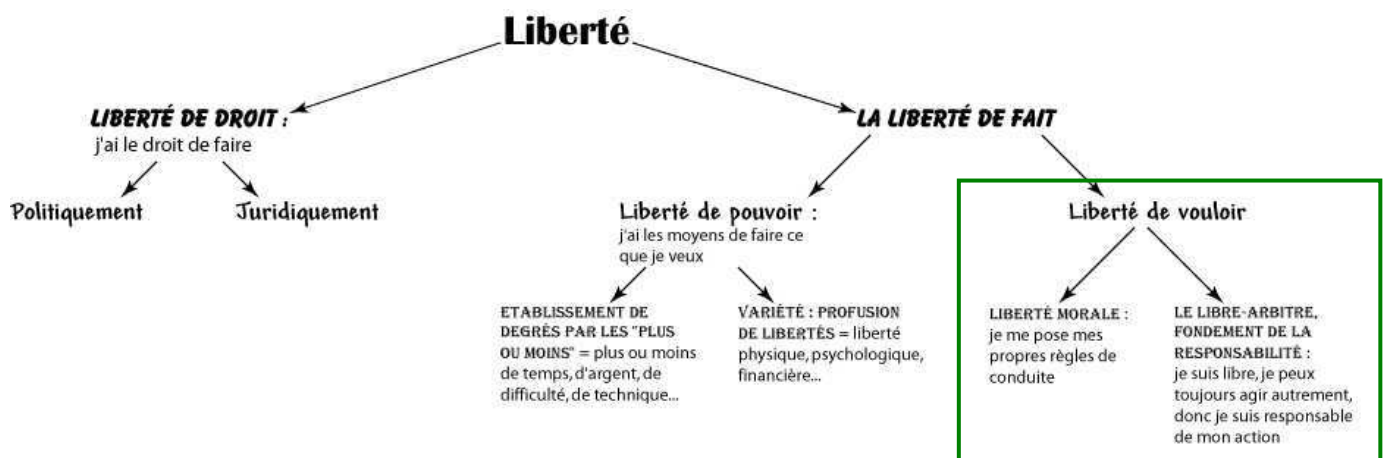 Liberté
LIBERTÉ DE DROIT :
j'ai le droit de faire
Politiquement
Juridiquement
LA LIBERTÉ DE FAIT
Liberté de pouvoir :
j'ai les moyens de faire ce
que je veux
ETABLISSEMENT DE
DEGRÉS PAR LES "PLUS
OU MOINS" = plus ou moins
de temps, d'argent, de
difficulté, de technique...
VARIÉTÉ : PROFUSION
DE LIBERTÉS = liberté
physique, psychologique,
financière...
Liberté de vouloir
LIBERTÉ MORALE :
je me pose mes
propres règles de
conduite
LE LIBRE-ARBITRE,
FONDEMENT DE LA
RESPONSABILITÉ :
je suis libre, je peux
toujours agir autrement,
donc je suis responsable
de mon action